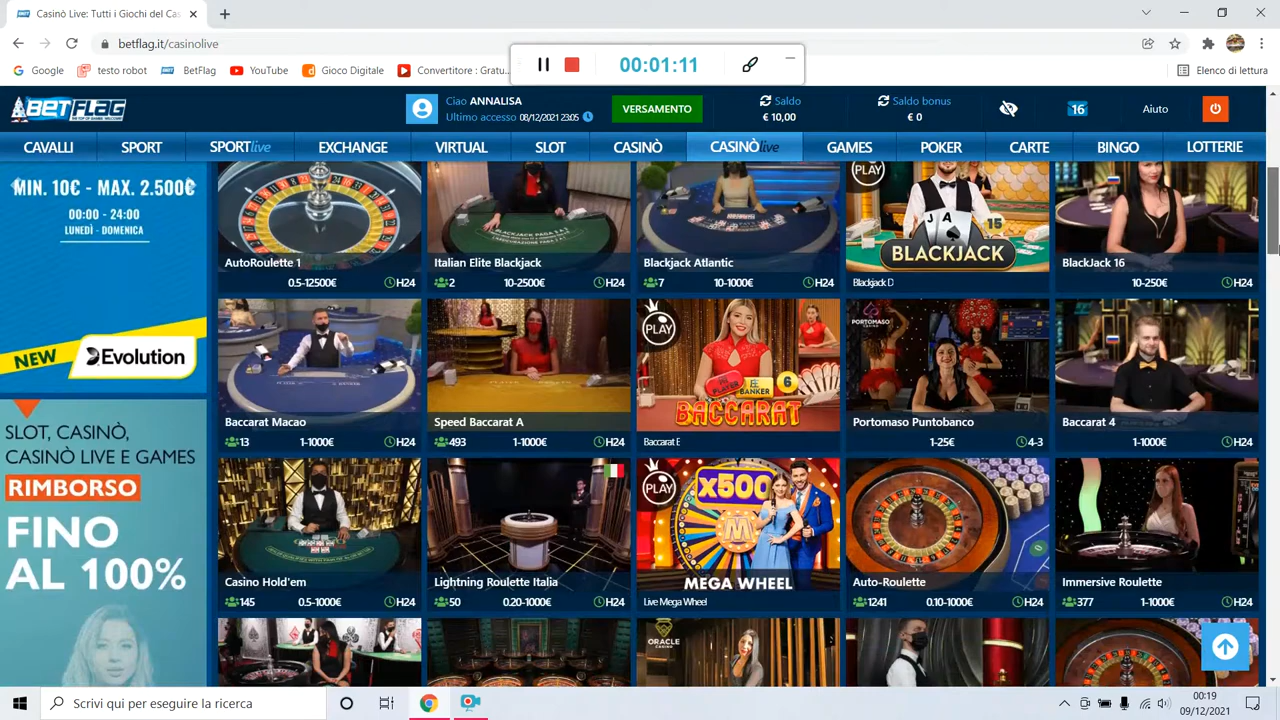 Casinò Live: Tutti i Giochi del Cas
betflag.it/casinolive
00:01:11
Google
testo robot
BetFlag
YouTube
Gioco Digitale
Convertitore : Gratu...
Elenco di lettura
BETFLAG
Ciao ANNALISA
Ultimo accesso 08/12/2021 23:05
VERSAMENTO
Saldo
€ 10,00
Saldo bonus
€ 0
16
Aiuto
CAVALLI
SPORT
SPORTlive
EXCHANGE
VIRTUAL
SLOT
CASINÒ
CASINÒlive
GAMES
POKER
CARTE
BINGO
LOTTERIE
MIN. 10€ - MAX. 2.500€
00:00 - 24:00
LUNEDÌ - DOMENICA
NEW
Evolution
SLOT, CASINÒ,
CASINÒ LIVE E GAMES
RIMBORSO
FINO
AL 100%
AutoRoulette 1
0.5-12500€
H24
Italian Elite Blackjack
2
10-2500€
H24
Blackjack Atlantic
7
10-1000€
H24
PLAY
J A
15
BLACKJACK
Blackjack D
BlackJack 16
10-250€
H24
Baccarat Macao
13
1-1000€
H24
Speed Baccarat A
493
1-1000€
H24
PLAY
PLAYER
BANKER
6
BACCARAT
Baccarat E
PORTOMASO
CASINO
Portomaso Puntobanco
1-25€
4-3
Baccarat 4
1-1000€
H24
Casino Hold'em
145
0.5-1000€
H24
Lightning Roulette Italia
50
0.20-1000€
H24
PLAY
X500
M
MEGA WHEEL
Live Mega Wheel
Auto-Roulette
1241
0.10-1000€
H24
Immersive Roulette
377
1-1000€
H24
ORACLE
CASINO
Scrivi qui per eseguire la ricerca
00:19
09/12/2021